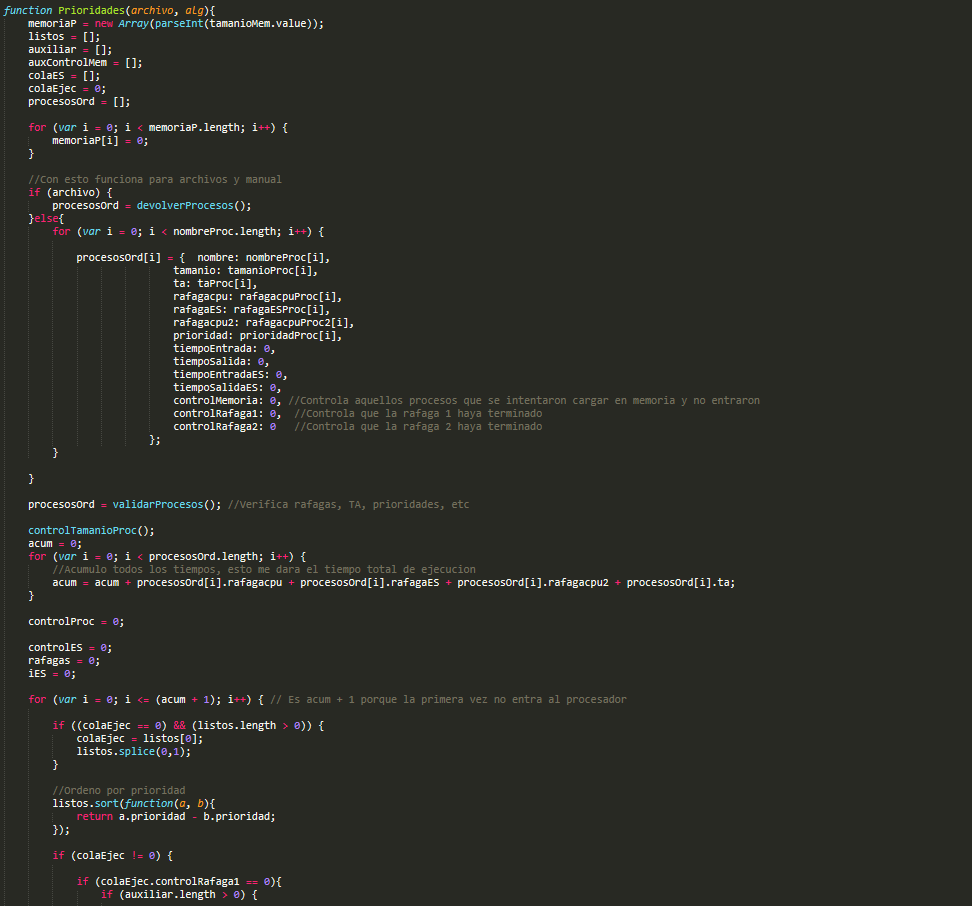 function Prioridades(archivo, alg){
memoriaP = new Array(parseInt(tamanioMem.value));
listos = [];
auxiliar = [];
auxControlMem = [];
colaES = [];
colaEjec = 0;
procesosOrd = [];
for (var i = 0; i < memoriaP.length; i++) {
memoriaP[i] = 0;
}
//Con esto funciona para archivos y manual
if (archivo) {
procesosOrd = devolverProcesos();
}else{
for (var i = 0; i < nombreProc.length; i++) {
procesosOrd[i] = {  nombre: nombreProc[i],
tamanio: tamanioProc[i],
ta: taProc[i],
rafagacpu: rafagacpuProc[i],
rafagaES: rafagaESProc[i],
rafagacpu2: rafagacpuProc2[i],
prioridad: prioridadProc[i],
tiempoEntrada: 0,
tiempoSalida: 0,
tiempoEntradaES: 0,
tiempoSalidaES: 0,
controlMemoria: 0, //Controla aquellos procesos que se intentaron cargar en memoria y no entraron
controlRafaga1: 0,  //Controla que la rafaga 1 haya terminado
controlRafaga2: 0   //Controla que la rafaga 2 haya terminado
};
}
}
procesosOrd = validarProcesos(); //Verifica rafagas, TA, prioridades, etc
controlTamanioProc();
acum = 0;
for (var i = 0; i < procesosOrd.length; i++) {
//Acumulo todos los tiempos, esto me dara el tiempo total de ejecucion
acum = acum + procesosOrd[i].rafagacpu + procesosOrd[i].rafagaES + procesosOrd[i].rafagacpu2 + procesosOrd[i].ta;
}
controlProc = 0;
controlES = 0;
rafagas = 0;
iES = 0;
for (var i = 0; i <= (acum + 1); i++) { // Es acum + 1 porque la primera vez no entra al procesador
if ((colaEjec == 0) && (listos.length > 0)) {
colaEjec = listos[0];
listos.splice(0,1);
}
//Ordeno por prioridad
listos.sort(function(a, b){
return a.prioridad - b.prioridad;
});
if (colaEjec != 0) {
if (colaEjec.controlRafaga1 == 0){
if (auxiliar.length > 0) {